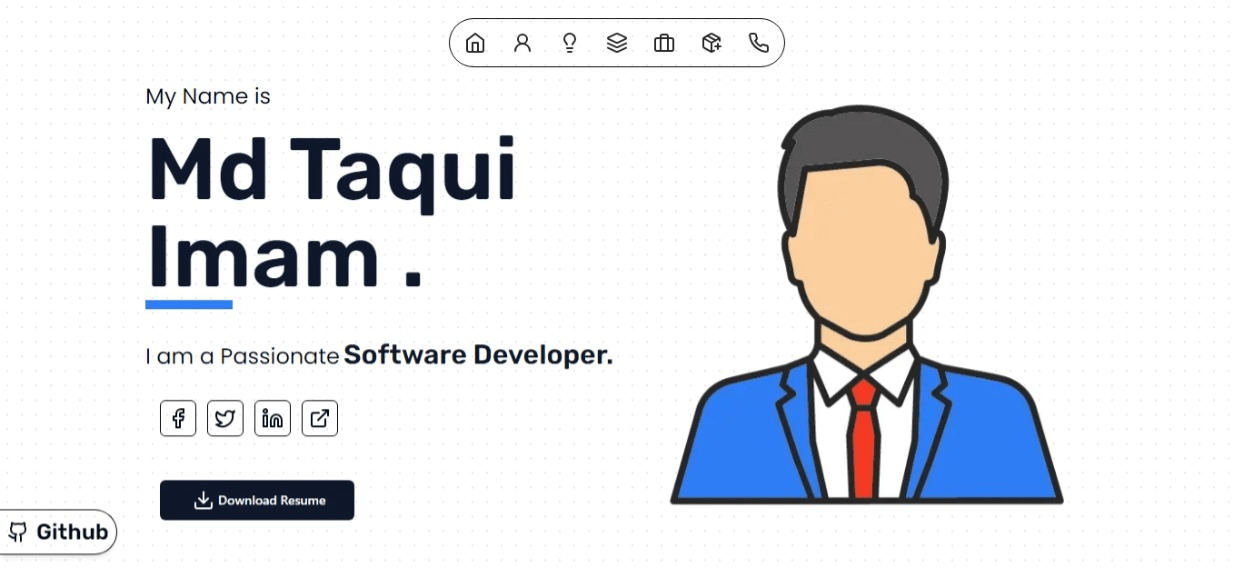 My Name is
Md Taqui
Imam .
I am a Passionate Software Developer.
Download Resume
Github